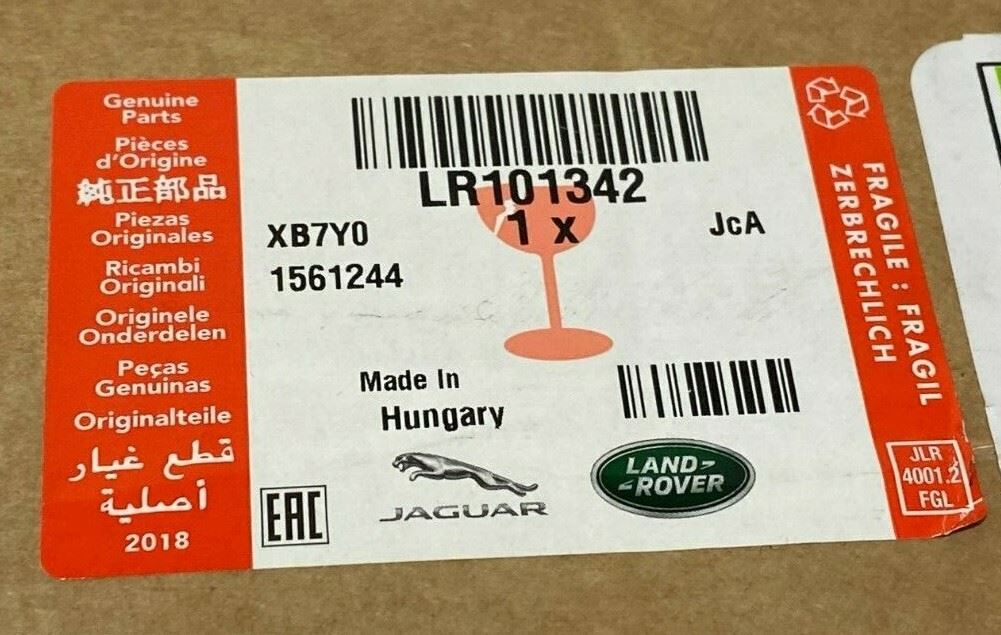 Genuine
Parts
Pièces
d'Origine
純正部品
Piezas
Originales
Ricambi
Originali
Originele
Onderdelen
Peças
Genuinas
Originalteile
قطع غيار
أصلية
2018
LR101342
1 x
XB7Y0
JcA
1561244
Made In
Hungary
EAC
JAGUAR
LAND-
-ROVER
FRAGILE : FRAGIL
ZERBRECHLICH
JLR
4001.2
FGL